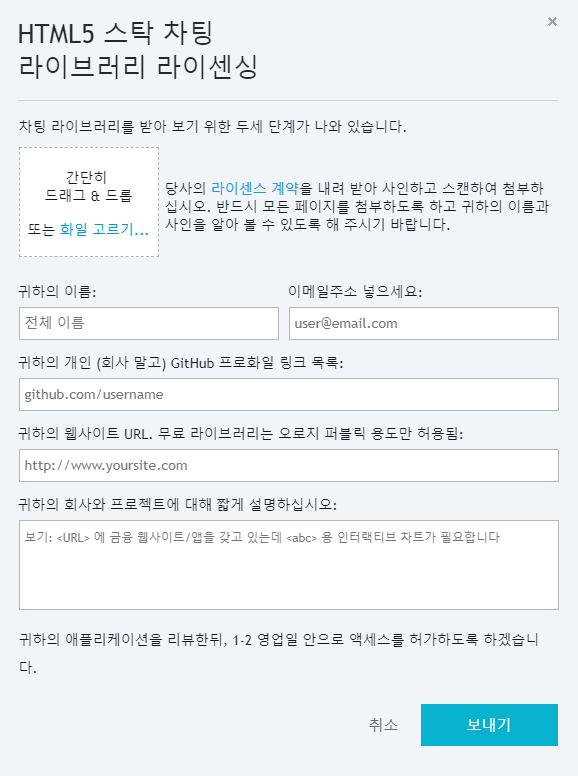 HTML5 스탁 차팅
라이브러리 라이센싱
×
차팅 라이브러리를 받아 보기 위한 두세 단계가 나와 있습니다.
간단히
드래그 & 드롭
또는 화일 고르기...
당사의 라이센스 계약을 내려 받아 사인하고 스캔하여 첨부하
십시오. 반드시 모든 페이지를 첨부하도록 하고 귀하의 이름과
사인을 알아 볼 수 있도록 해 주시기 바랍니다.
귀하의 이름:
이메일주소 넣으세요:
전체 이름
user@email.com
귀하의 개인 (회사 말고) GitHub 프로화일 링크 목록:
github.com/username
귀하의 웹사이트 URL. 무료 라이브러리는 오로지 퍼블릭 용도만 허용됨:
http://www.yoursite.com
귀하의 회사와 프로젝트에 대해 짧게 설명하십시오:
보기: <URL> 에 금융 웹사이트/앱을 갖고 있는데 <abc> 용 인터랙티브 차트가 필요합니다
귀하의 애플리케이션을 리뷰한뒤, 1-2 영업일 안으로 액세스를 허가하도록 하겠습니
다.
취소
보내기